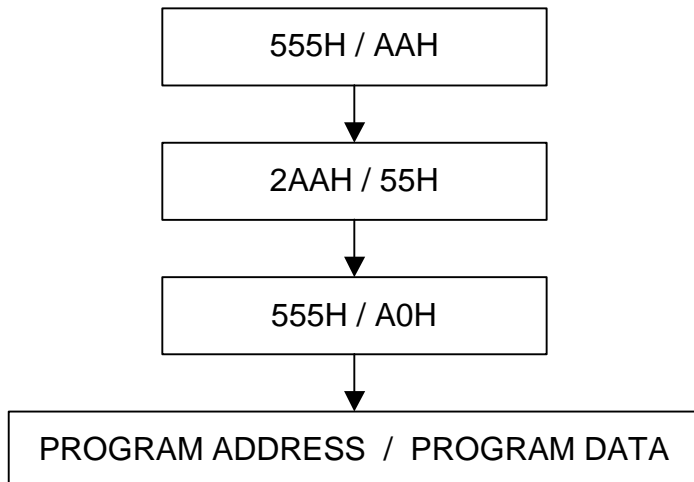 555H / AAH
2AAH / 55H
555H / A0H
PROGRAM ADDRESS / PROGRAM DATA